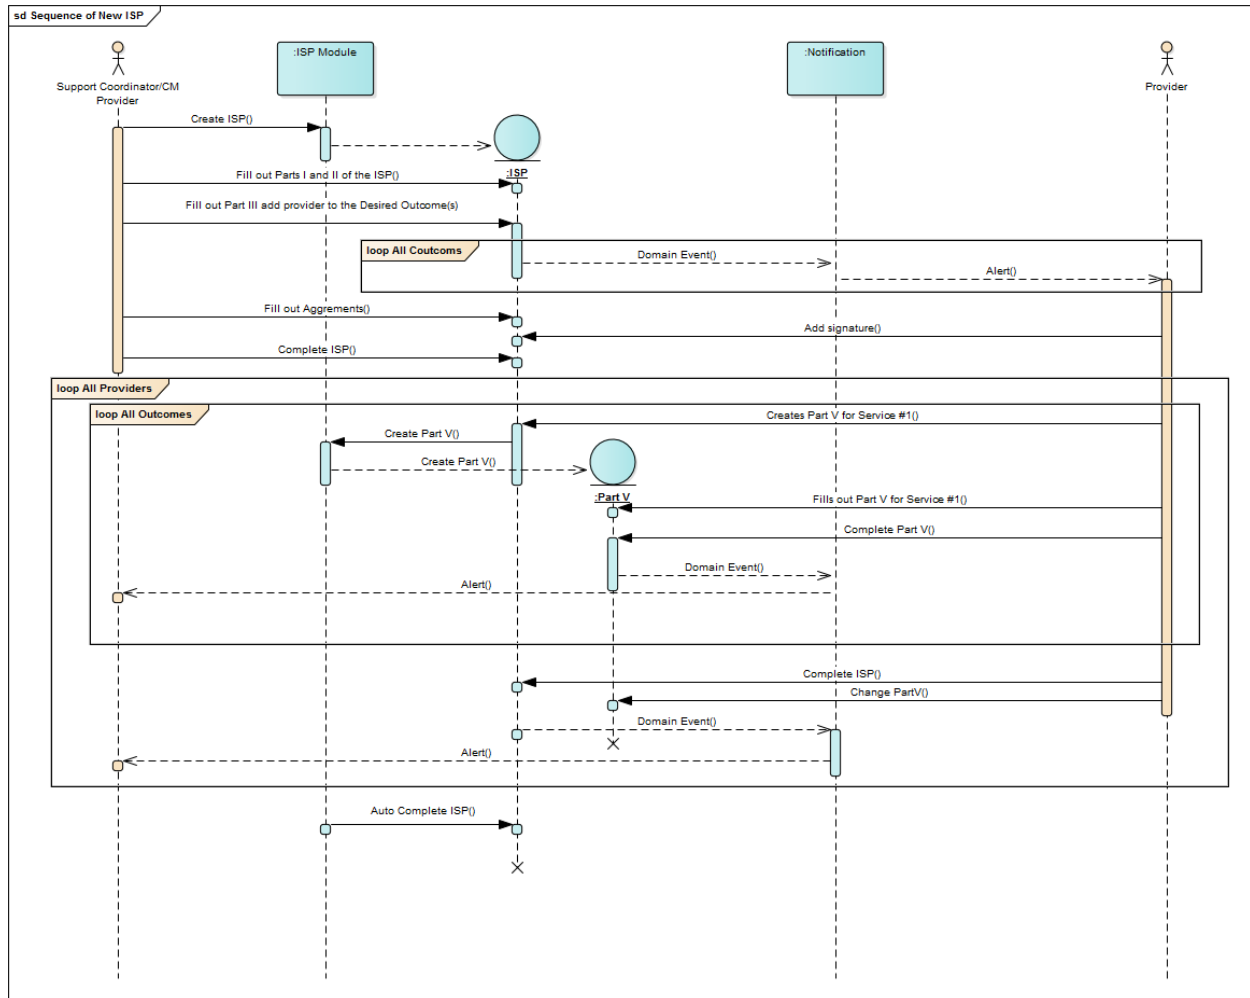 sd Sequence of New ISP
Support Coordinator/CM
Provider
:ISP Module
:Notification
Provider
Create ISP()
:ISP
Fill out Parts I and II of the ISP()
Fill out Part III add provider to the Desired Outcome(s)
loop All Coutcoms
Domain Event()
Alert()
Fill out Aggrements()
Add signature()
Complete ISP()
loop All Providers
loop All Outcomes
Creates Part V for Service #1()
Create Part V()
Create Part V()
:Part V
Fills out Part V for Service #1()
Complete Part V()
Domain Event()
Alert()
Complete ISP()
Change PartV()
Domain Event()
Alert()
Auto Complete ISP()